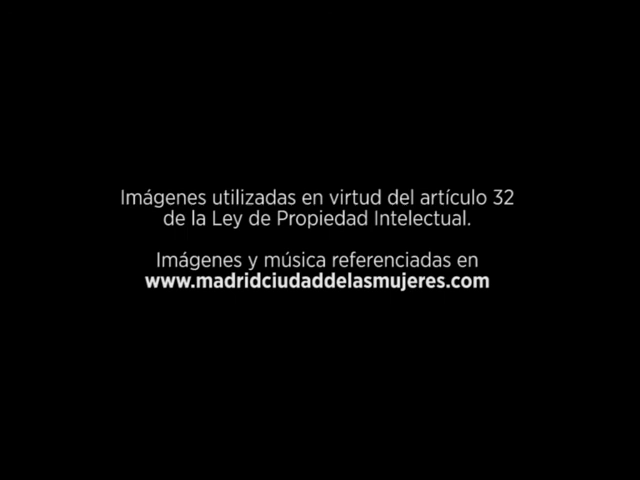 Imágenes utilizadas en virtud del artículo 32
de la Ley de Propiedad Intelectual.
Imágenes y música referenciadas en
www.madridciudaddelasmujeres.com